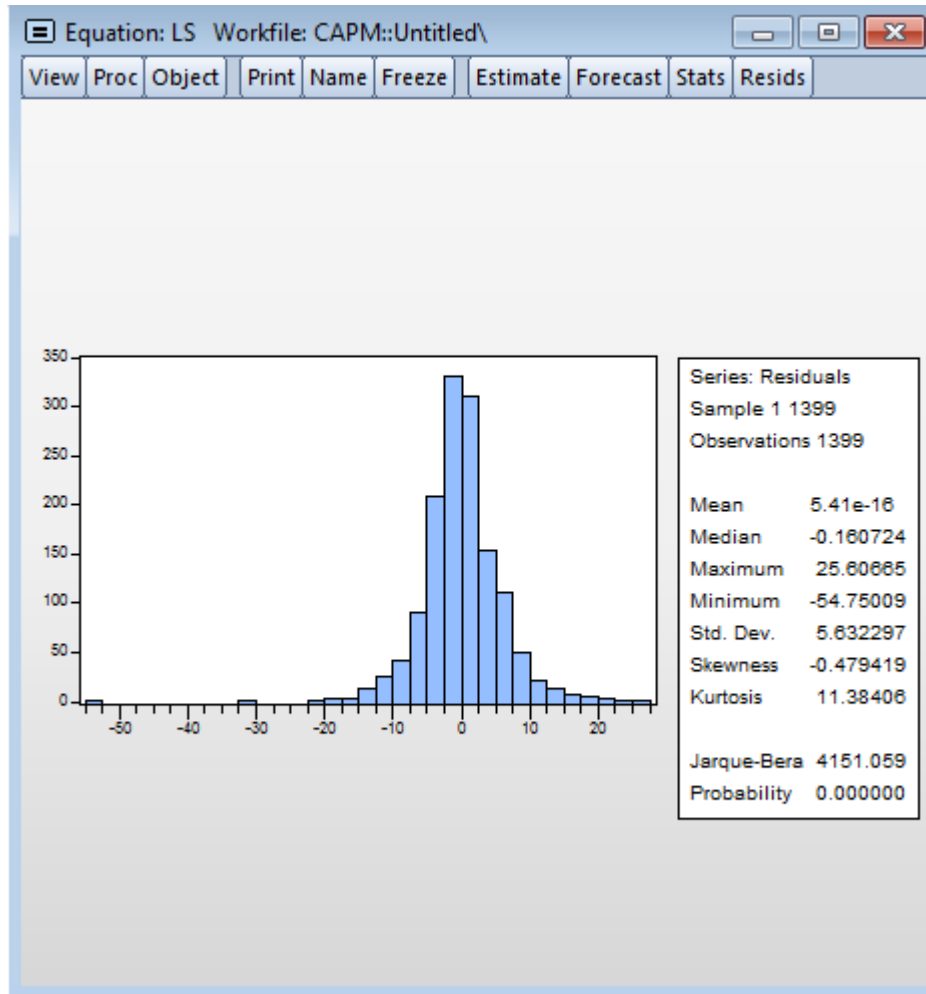 Equation: LS Workfile: CAPM::Untitled\
View Proc Object Print Name Freeze Estimate Forecast Stats Resids
350
300
250
200
150
100
50
0
-50 -40 -30 -20 -10 0 10 20
Series: Residuals
Sample 1 1399
Observations 1399
Mean 5.41e-16
Median -0.160724
Maximum 25.60665
Minimum -54.75009
Std. Dev. 5.632297
Skewness -0.479419
Kurtosis 11.38406
Jarque-Bera 4151.059
Probability 0.000000